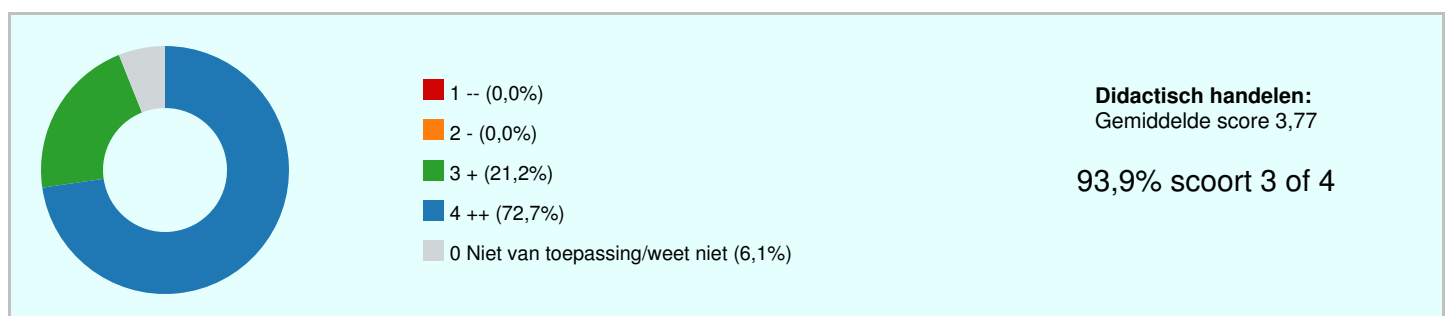 1 -- (0,0%)
2 - (0,0%)
3 + (21,2%)
4 ++ (72,7%)
0 Niet van toepassing/weet niet (6,1%)
Didactisch handelen:
Gemiddelde score 3,77
93,9% scoort 3 of 4